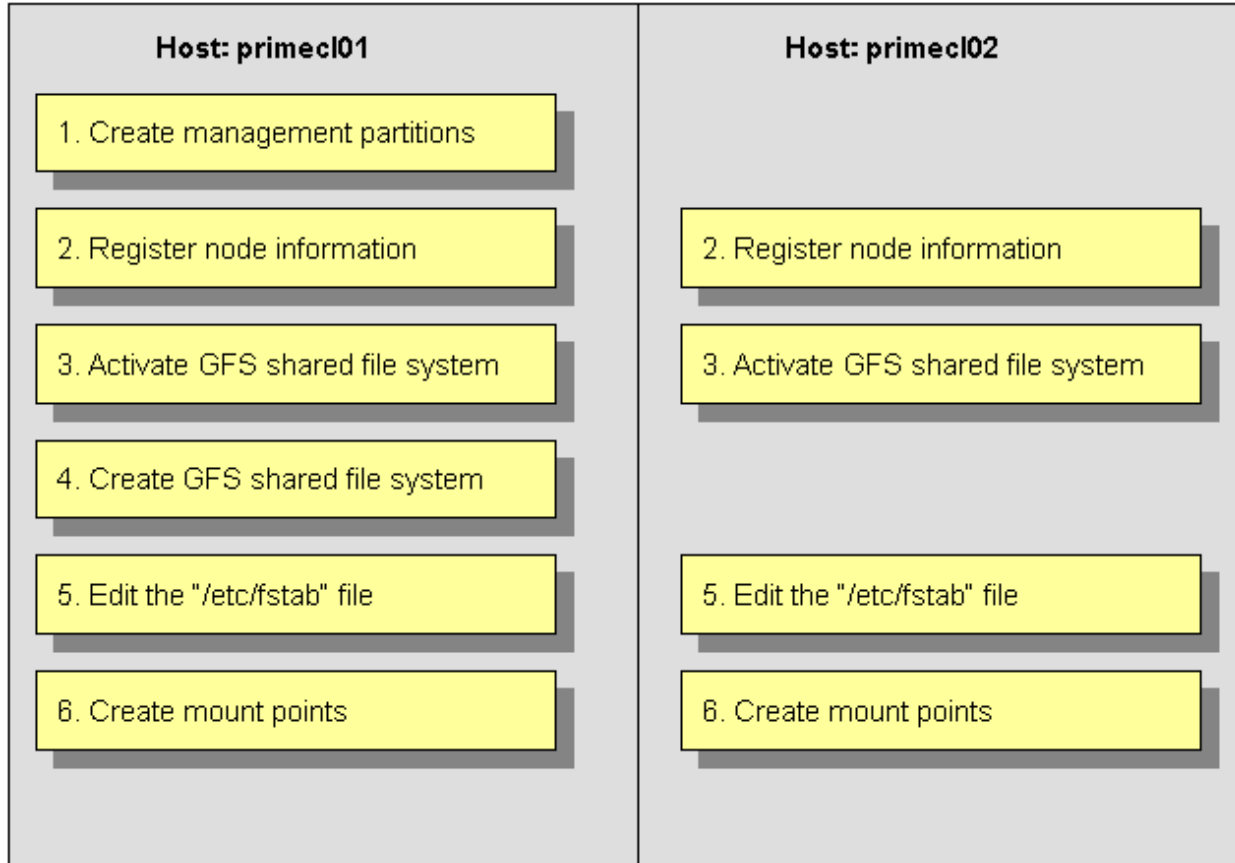 Host: primecl01
1. Create management partitions
2. Register node information
3. Activate GFS shared file system
4. Create GFS shared file system
5. Edit the "/etc/fstab" file
6. Create mount points
Host: primecl02
2. Register node information
3. Activate GFS shared file system
5. Edit the "/etc/fstab" file
6. Create mount points